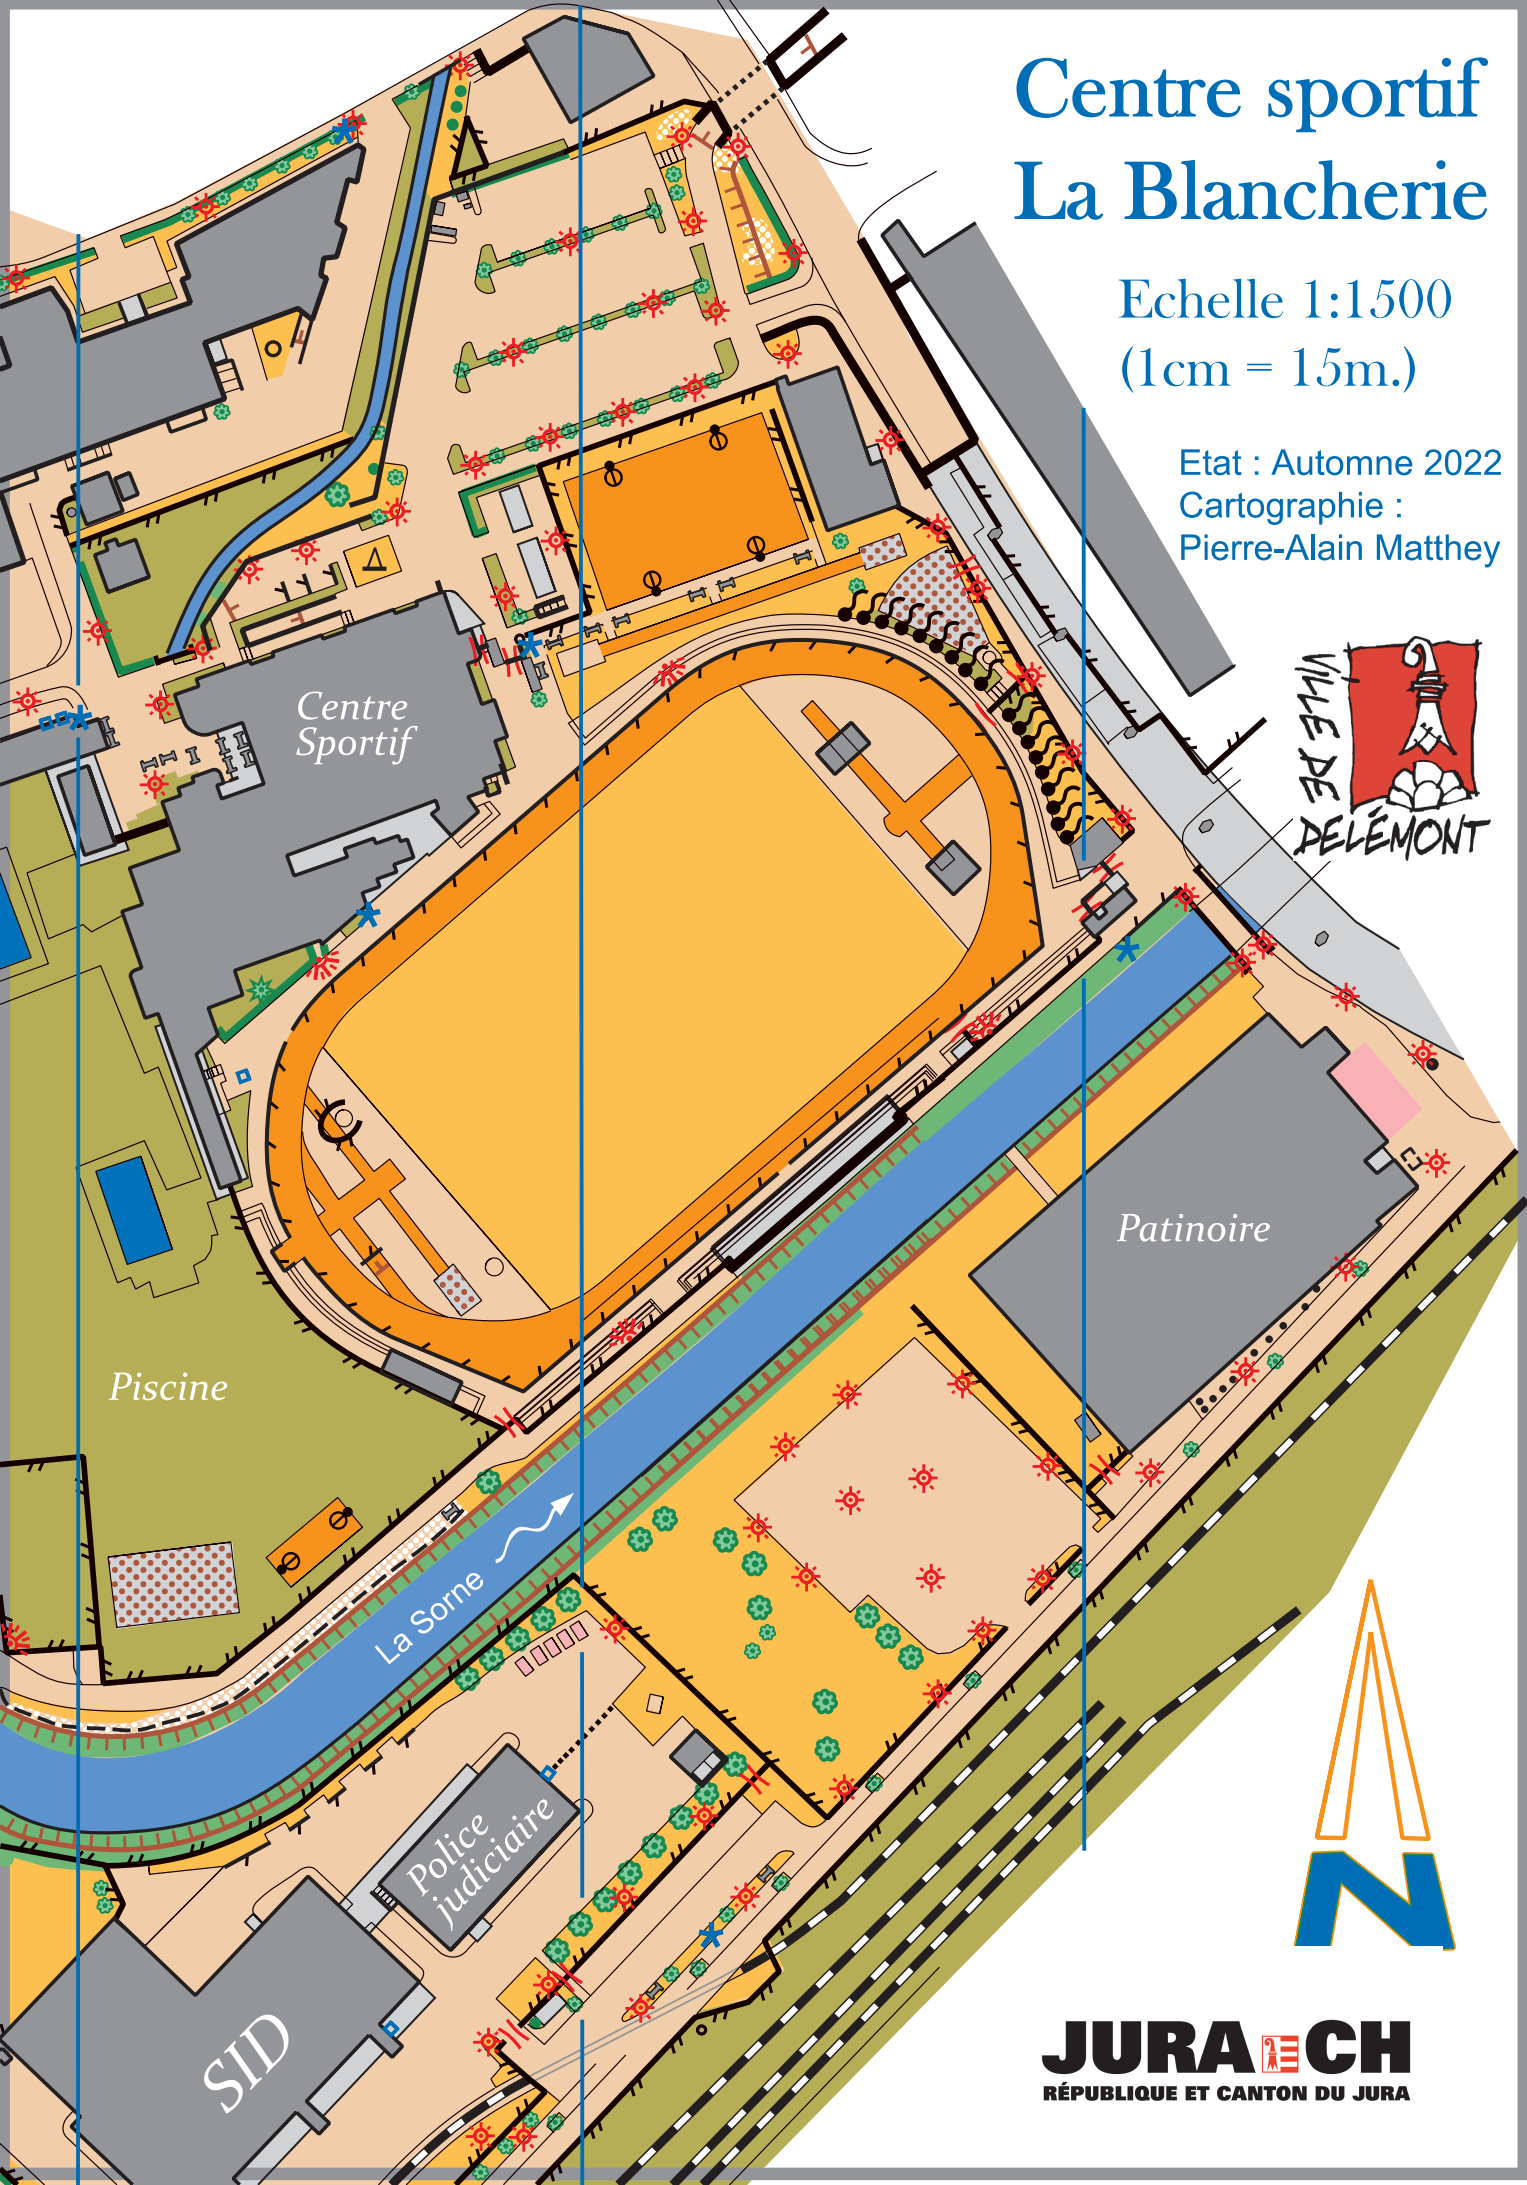 Centre sportif
La Blancherie
Echelle 1:1500
(1cm = 15m.)
Etat : Automne 2022
Cartographie :
Pierre-Alain Matthey
VILLE DE
DELÉMONT
Centre
Sportif
Patinoire
Piscine
La Sorne
Police
judiciaire
SID
N
JURA CH
RÉPUBLIQUE ET CANTON DU JURA